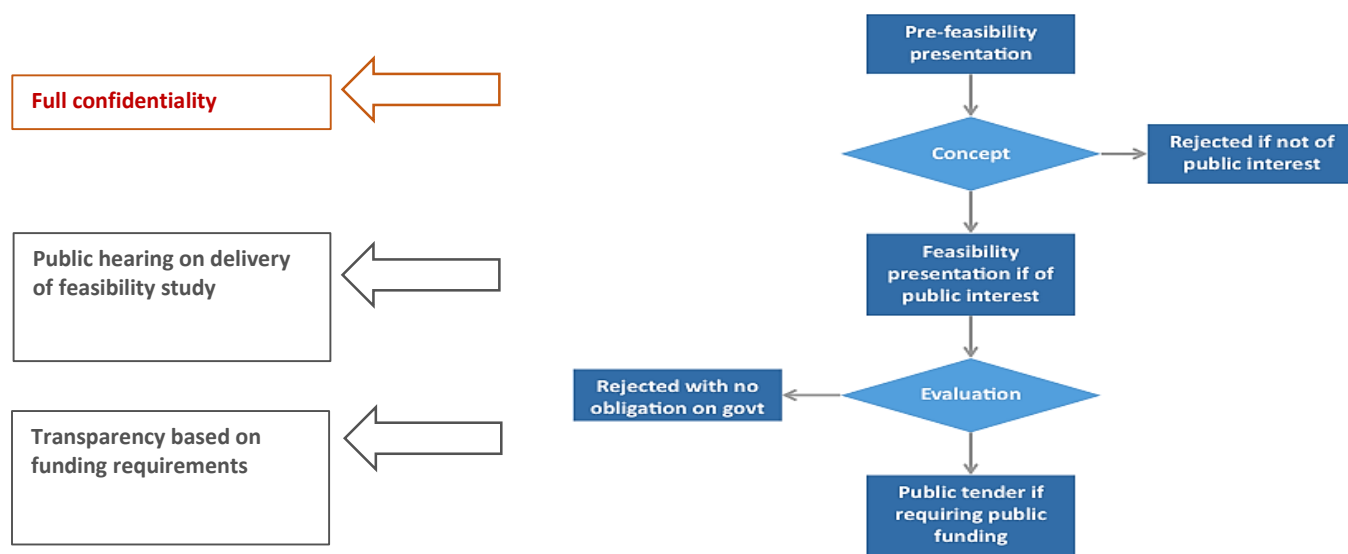 Pre-feasibility
presentation
Full confidentiality
Concept
Rejected if not of
public interest
Public hearing on delivery
of feasibility study
Feasibility
presentation if of
public interest
Rejected with no
obligation on govt
Evaluation
Transparency based on
funding requirements
Public tender if
requiring public
funding